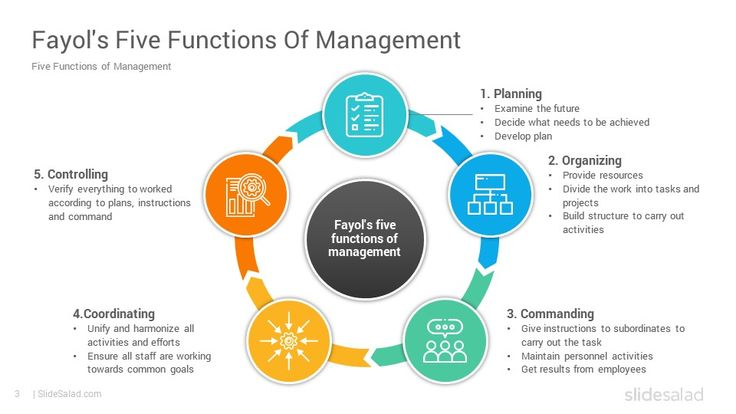 Fayol's Five Functions Of Management
Five Functions of Management
1. Planning
• Examine the future
• Decide what needs to be achieved
• Develop plan
2. Organizing
• Provide resources
• Divide the work into tasks and
projects
• Build structure to carry out
activities
3. Commanding
• Give instructions to subordinates to
carry out the task
• Maintain personnel activities
• Get results from employees
4.Coordinating
• Unify and harmonize all
activities and efforts
• Ensure all staff are working
towards common goals
5. Controlling
• Verify everything to worked
according to plans, instructions
and command
Fayol's five
functions of
management
3 | SlideSalad.com
slidesalad